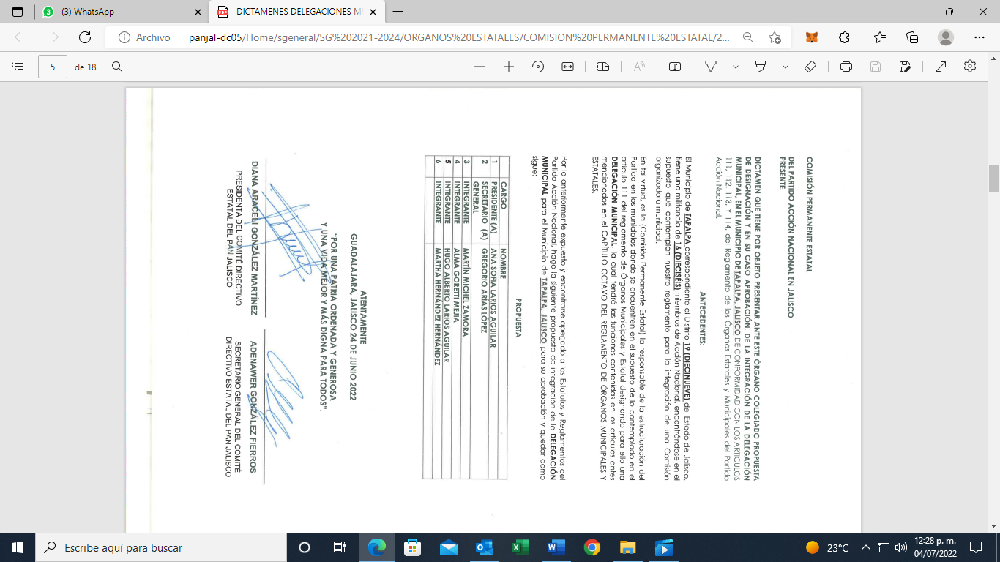 (3) WhatsApp
DICTAMENES DELEGACIONES M
Archivo
panjal-dc05/Home/sgeneral/SG%202021-2024/ORGANOS%20ESTATALES/COMISION%20PERMANENTE%20ESTATAL/2...
5 de 18
COMISIÓN PERMANENTE ESTATAL
DEL PARTIDO ACCIÓN NACIONAL EN JALISCO
PRESENTE.
DICTAMEN QUE TIENE POR OBJETO PRESENTAR ANTE ESTE ÓRGANO COLEGIADO PROPUESTA
DE DESIGNACIÓN Y EN SU CASO APROBACIÓN, DE LA INTEGRACIÓN DE LA DELEGACIÓN
MUNICIPAL, EN EL MUNICIPIO DE TAPALPA, JALISCO DE CONFORMIDAD CON LOS ARTICULOS
111, 112, 113, Y 114, del Reglamento de los Órganos Estatales y Municipales del Partido
Acción Nacional.
ANTECEDENTES:
El Municipio de TAPALPA correspondiente al Distrito 19 (DIECINUEVE) del Estado de Jalisco,
tiene una militancia de 16 (DIECISÉIS) miembros de Acción Nacional, encontrándose en el
supuesto que contemplan nuestro reglamento para la integración de una Comisión
organizadora municipal.
En tal virtud, es la (Comisión Permanente Estatal) la responsable de la estructuración del
Partido en los municipios donde se encuentren en el supuesto de lo contemplado en el
artículo 111 del reglamento de Órganos Municipales y Estatal designando para ello una
DELEGACIÓN MUNICIPAL, la cual tendrá las funciones contenidas en los artículos antes
mencionados en el CAPÍTULO OCTAVO DEL REGLAMENTO DE ÓRGANOS MUNICIPALES Y
ESTATALES.
Por lo anteriormente expuesto y encontrarse apegado a los Estatutos y Reglamentos del
Partido Acción Nacional, hago la siguiente propuesta de integración de la DELEGACIÓN
MUNICIPAL para el Municipio de TAPALPA, JALISCO para su aprobación y quedar como
sigue:
PROPUESTA
CARGO NOMBRE
1 PRESIDENTE (A) ANA SOFIA LARIOS AGUILAR
2 SECRETARIO (A) GENERAL GREGORIO ARÍAS LÓPEZ
3 INTEGRANTE MARTÍN MICHEL ZAMORA
4 INTEGRANTE ALMA GORETTI MEJIA
5 INTEGRANTE HUGO ALBERTO LARIOS AGUILAR
6 INTEGRANTE MARTHA HERNÁNDEZ HERNÁNDEZ
ATENTAMENTE
GUADALAJARA, JALISCO 24 DE JUNIO 2022
"POR UNA PATRIA ORDENADA Y GENEROSA
Y UNA VIDA MEJOR Y MÁS DIGNA PARA TODOS".
DIANA ARACELI GONZÁLEZ MARTÍNEZ
PRESIDENTA DEL COMITÉ DIRECTIVO
ESTATAL DEL PAN JALISCO
ADENAWER GONZÁLEZ FIERROS
SECRETARIO GENERAL DEL COMITÉ
DIRECTIVO ESTATAL DEL PAN JALISCO
Escribe aquí para buscar
23°C
12:28 p. m.
04/07/2022